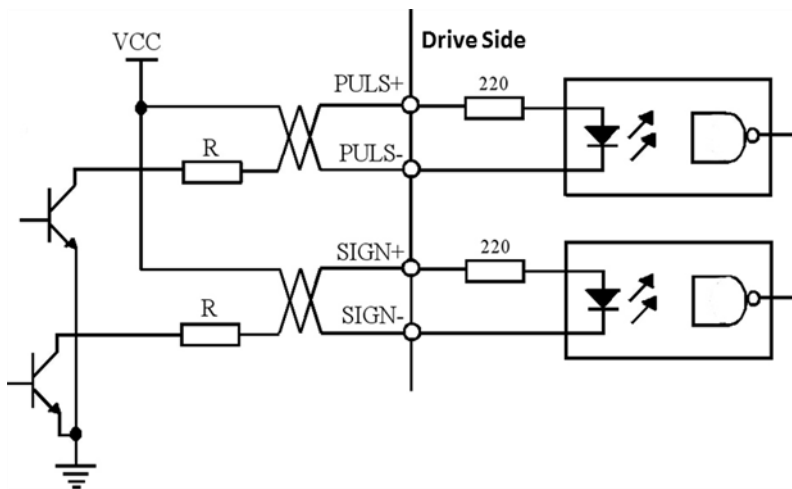 Drive Side
VCC
PULS+
220
R
PULS-
SIGN+
220
R
SIGN-